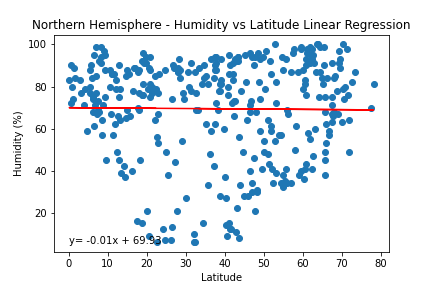 Northern Hemisphere - Humidity vs Latitude Linear Regression
100
80
60
40
20
Humidity (%)
y= -0.01x + 69.93
0 10 20 30 40 50 60 70 80
Latitude